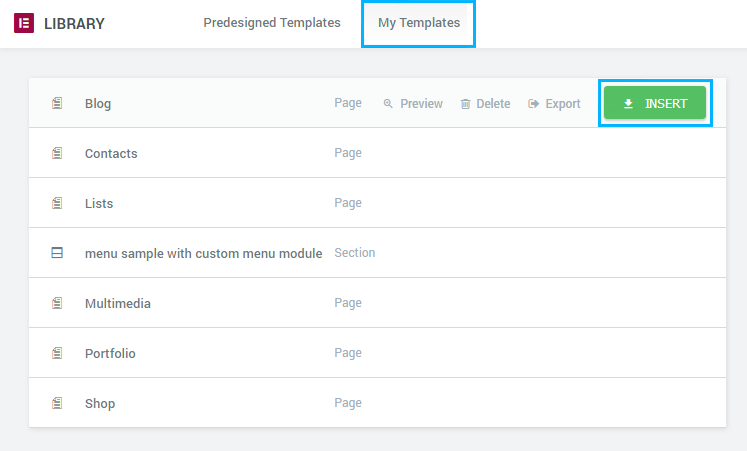 LIBRARY Predesigned Templates My Templates
Blog Page Preview Delete Export INSERT
Contacts Page
Lists Page
menu sample with custom menu module Section
Multimedia Page
Portfolio Page
Shop Page